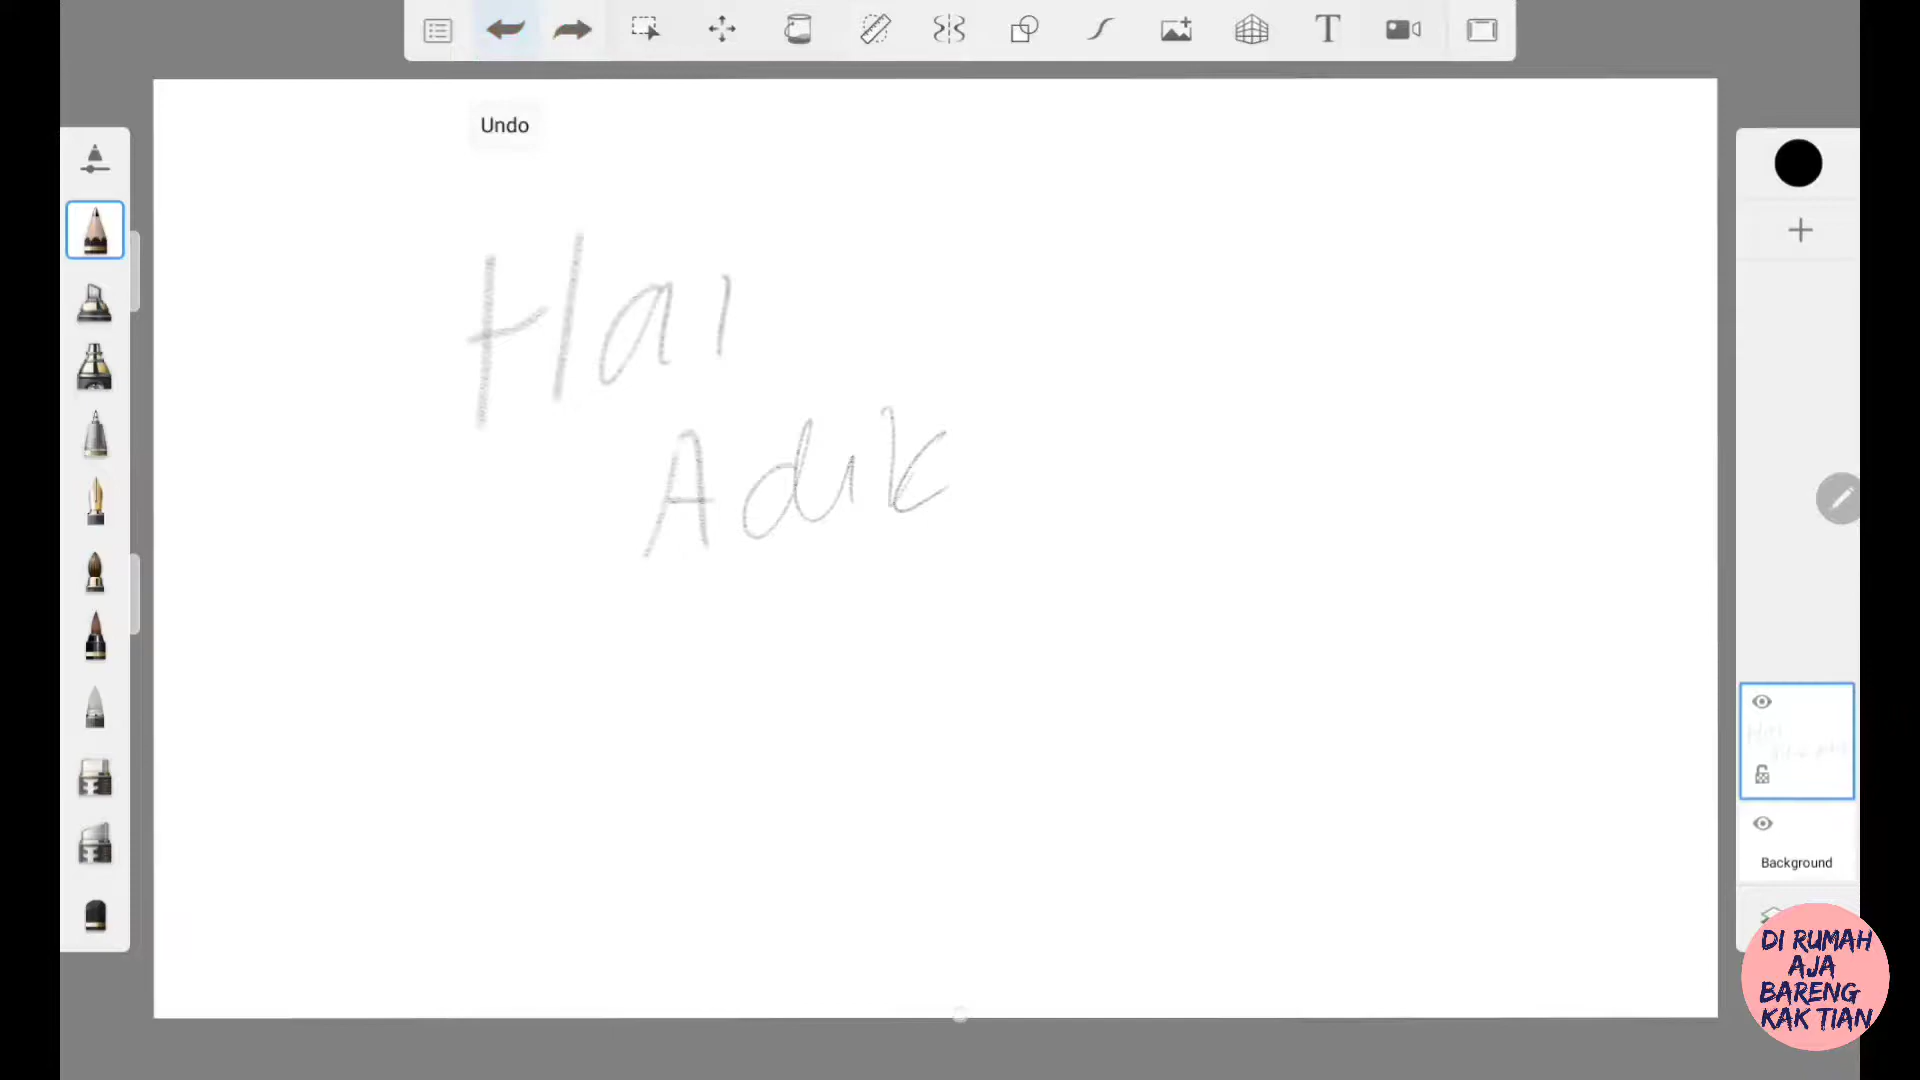 Undo
Hai
Adik
Background
DI RUMAH
AJA
BARENG
KAK TIAN